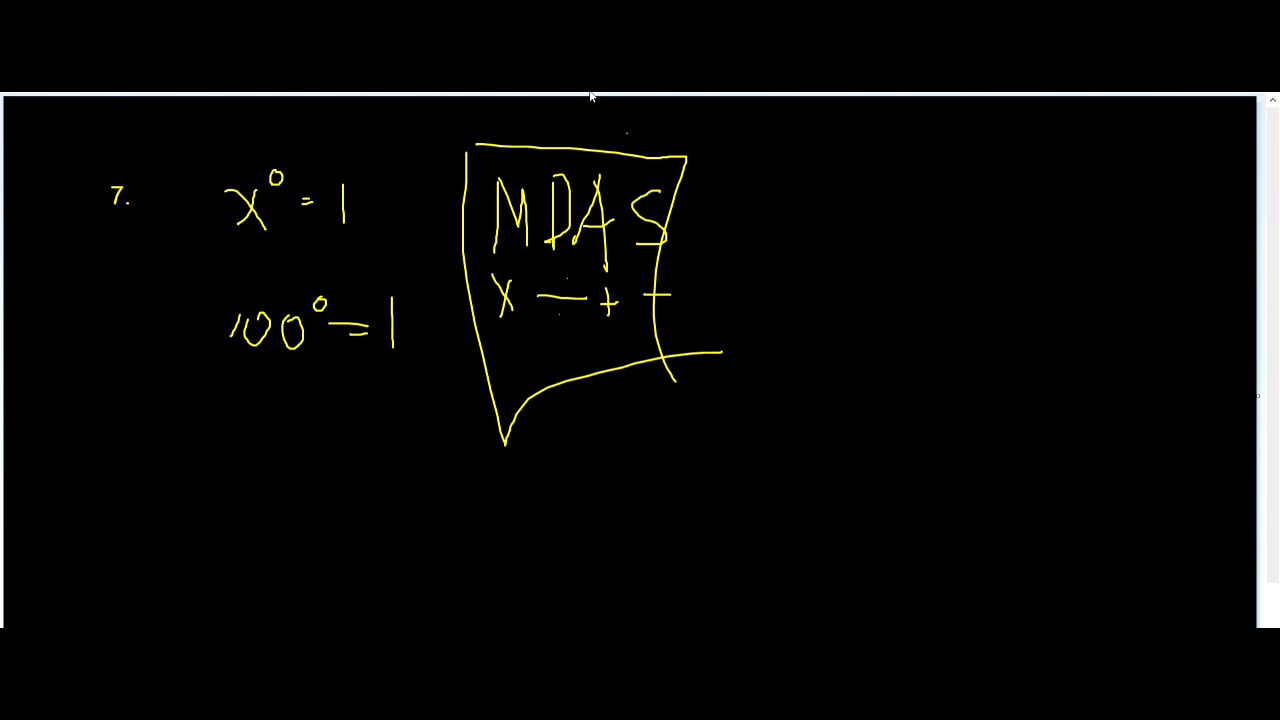 7. x⁰ = 1
MDAS
x ÷ + -
100⁰ = 1